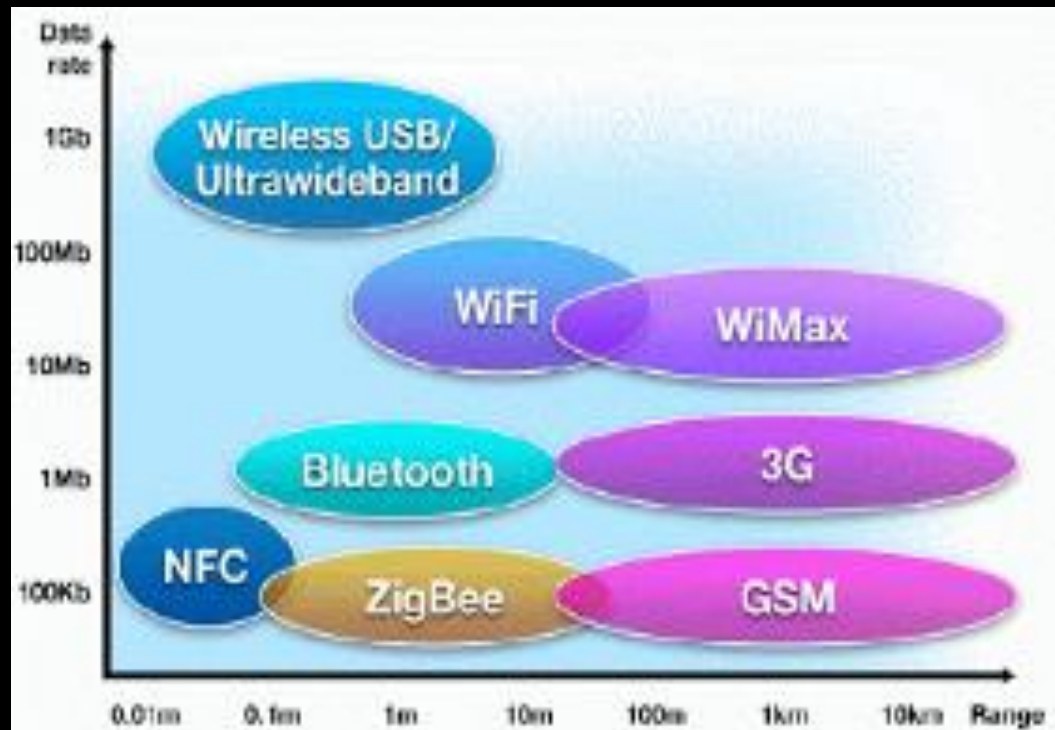 Data
rate
1Gb
Wireless USB/
Ultrawideband
100Mb
WiFi
WiMax
10Mb
Bluetooth
3G
1Mb
NFC
ZigBee
GSM
100Kb
0.01m 0.1m 1m 10m 100m 1km 10km Range